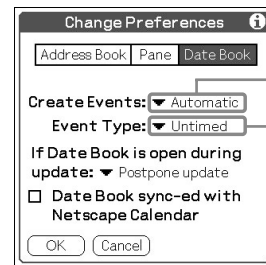 Change Preferences
Address Book Pane Date Book
Create Events: Automatic
Event Type: Untimed
If Date Book is open during
update: Postpone update
Date Book sync-ed with
Netscape Calendar
OK Cancel